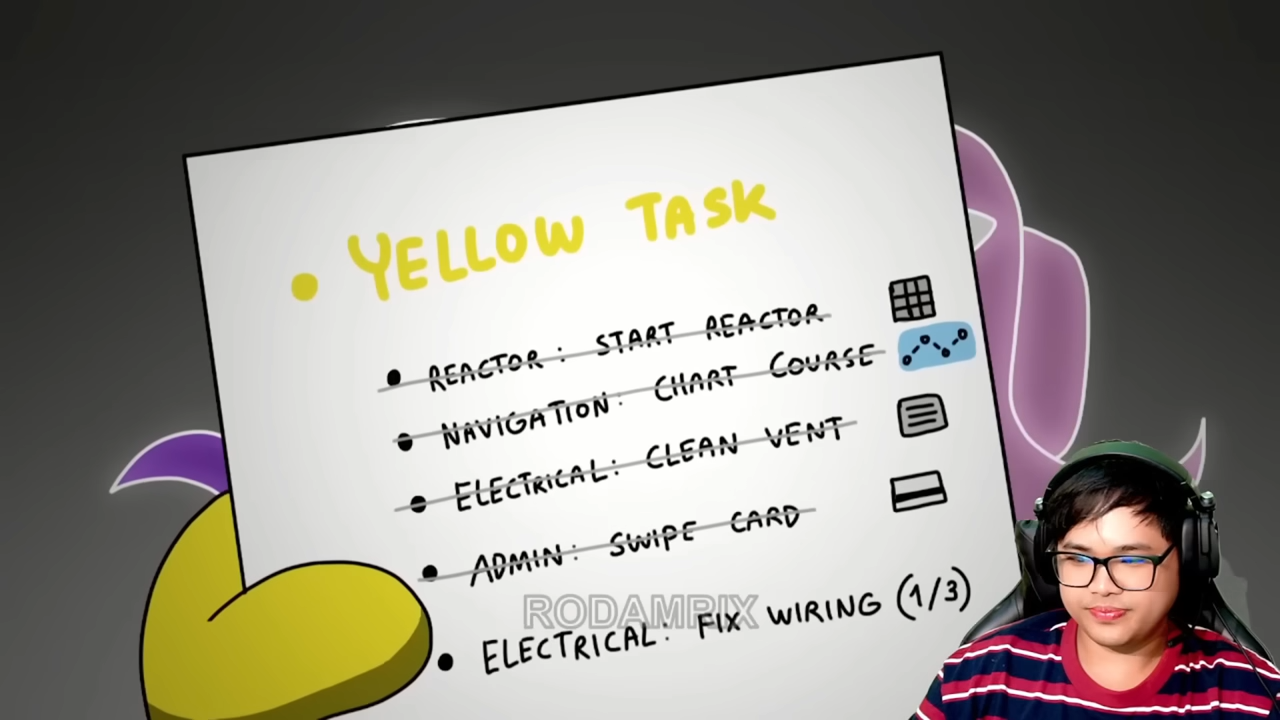 • YELLOW TASK
• REACTOR: START REACTOR
• NAVIGATION: CHART COURSE
• ELECTRICAL: CLEAN VENT
• ADMIN: SWIPE CARD
RODAMPIX
• ELECTRICAL: FIX WIRING (1/3)